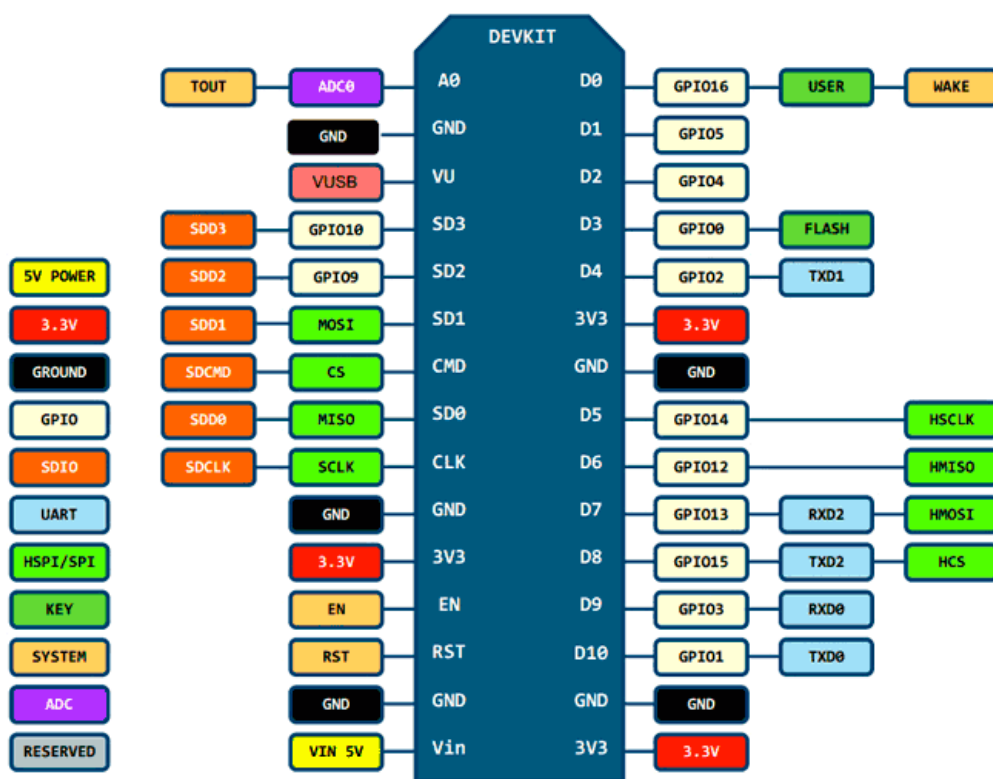 DEVKIT
TOUT ADC0 A0 D0 GPIO16 USER WAKE
GND GND D1 GPIO5
VUSB VU D2 GPIO4
SDD3 GPIO10 SD3 D3 GPIO0 FLASH
5V POWER SDD2 GPIO9 SD2 D4 GPIO2 TXD1
3.3V SDD1 MOSI SD1 3V3 3.3V
GROUND SDCMD CS CMD GND GND
GPIO SDD0 MISO SD0 D5 GPIO14 HSCLK
SDIO SDCLK SCLK CLK D6 GPIO12 HMISO
UART GND GND D7 GPIO13 RXD2 HMOSI
HSPI/SPI 3.3V 3V3 D8 GPIO15 TXD2 HCS
KEY EN EN D9 GPIO3 RXD0
SYSTEM RST RST D10 GPIO1 TXD0
ADC GND GND GND GND
RESERVED VIN 5V Vin 3V3 3.3V